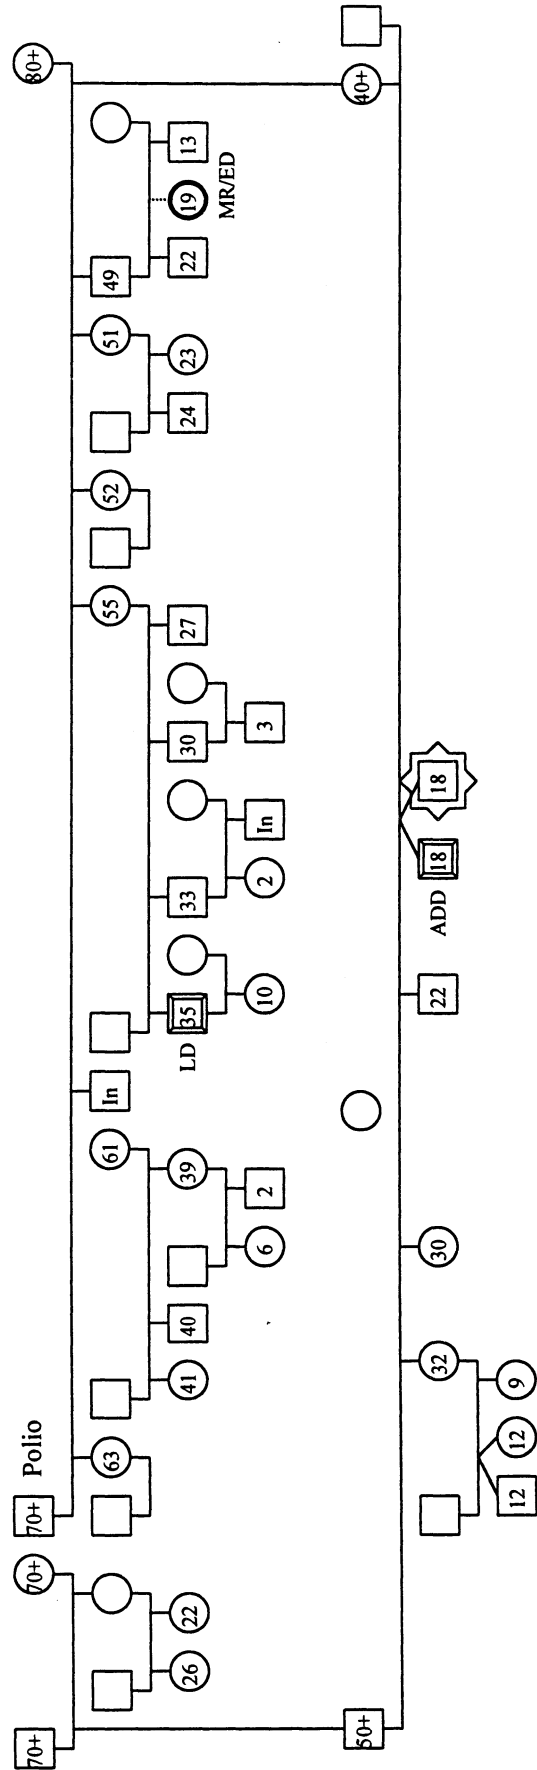 70+ 70+ 70+ Polio 80+
63 61 In 55 52 51 49
26 22 41 40 39 LD 35 33 30 27 24 23 22 19 13
MR/ED
6 2 10 2 In 3
50+ 40+
32 30 22 ADD 18 18
12 12 9